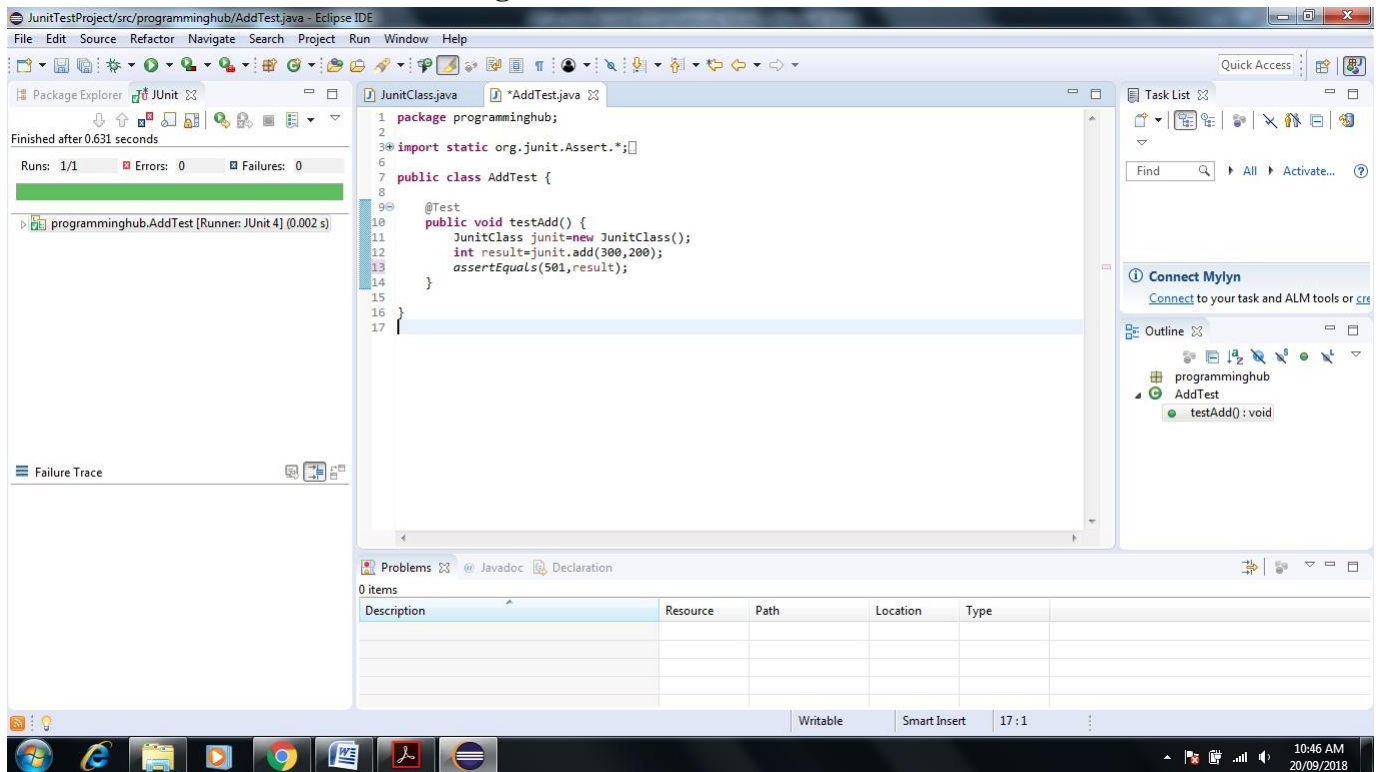 JunitTestProject/src/programminghub/AddTest.java - Eclipse IDE
File Edit Source Refactor Navigate Search Project Run Window Help
Quick Access
Package Explorer JUnit
Finished after 0.631 seconds
Runs: 1/1 Errors: 0 Failures: 0
programminghub.AddTest [Runner: JUnit 4] (0.002 s)
Failure Trace
JunitClass.java *AddTest.java
1 package programminghub;
2
3 import static org.junit.Assert.*;
6
7 public class AddTest {
8
9 @Test
10 public void testAdd() {
11 JunitClass junit=new JunitClass();
12 int result=junit.add(300,200);
13 assertEquals(501,result);
14 }
15
16 }
17
Task List
Find All Activate...
Connect Mylyn
Connect to your task and ALM tools or cre
Outline
programminghub
AddTest
testAdd() : void
Problems Javadoc Declaration
0 items
Description Resource Path Location Type
Writable Smart Insert 17 : 1
10:46 AM
20/09/2018